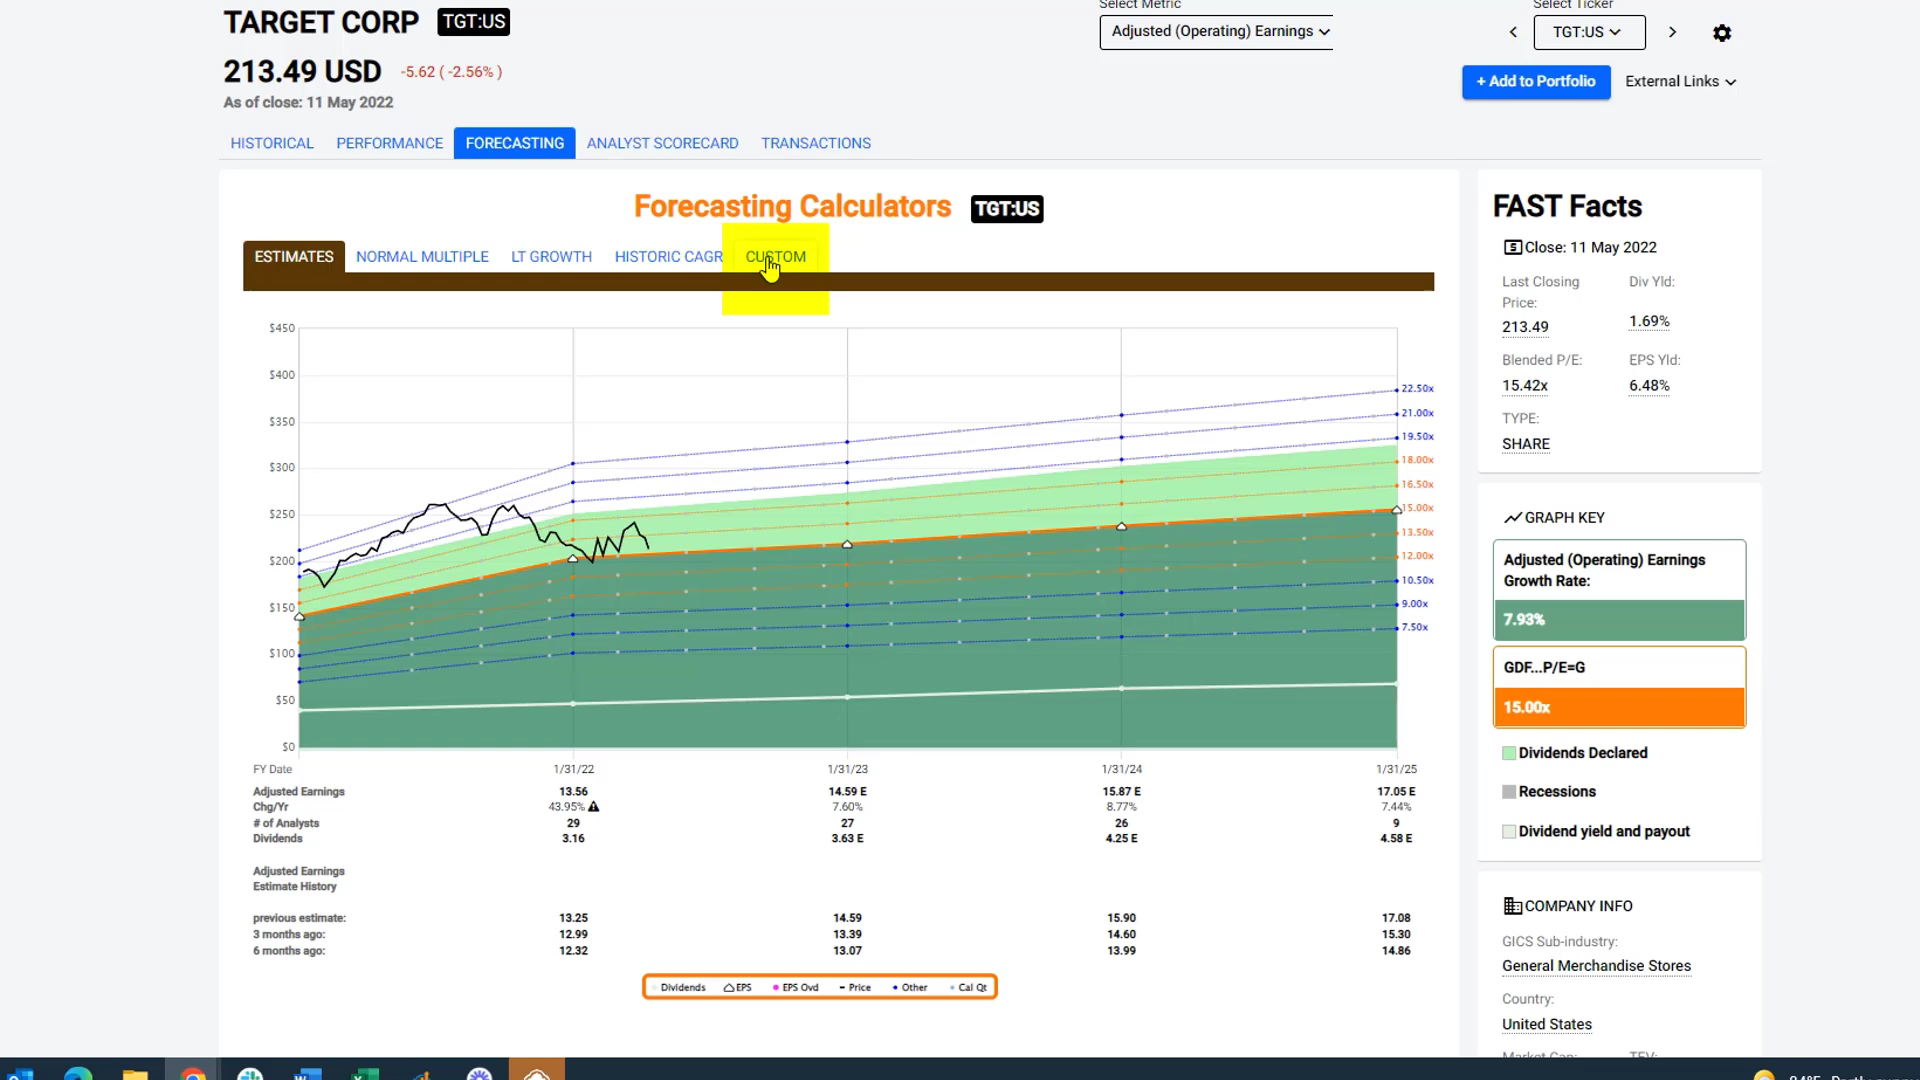 Select Metric
Select Ticker
TARGET CORP TGT:US
Adjusted (Operating) Earnings
TGT:US
213.49 USD -5.62 ( -2.56% )
+ Add to Portfolio
External Links
As of close: 11 May 2022
HISTORICAL PERFORMANCE FORECASTING ANALYST SCORECARD TRANSACTIONS
Forecasting Calculators TGT:US
ESTIMATES NORMAL MULTIPLE LT GROWTH HISTORIC CAGR CUSTOM
$450
$400
$350
$300
$250
$200
$150
$100
$50
$0
22.50x
21.00x
19.50x
18.00x
16.50x
15.00x
13.50x
12.00x
10.50x
9.00x
7.50x
FY Date 1/31/22 1/31/23 1/31/24 1/31/25
Adjusted Earnings 13.56 14.59 E 15.87 E 17.05 E
Chg/Yr 43.95% 7.60% 8.77% 7.44%
# of Analysts 29 27 26 9
Dividends 3.16 3.63 E 4.25 E 4.58 E
Adjusted Earnings
Estimate History
previous estimate: 13.25 14.59 15.90 17.08
3 months ago: 12.99 13.39 14.60 15.30
6 months ago: 12.32 13.07 13.99 14.86
Dividends EPS EPS Ovd Price Other Cal Qt
FAST Facts
Close: 11 May 2022
Last Closing
Price:
213.49
Div Yld:
1.69%
Blended P/E:
15.42x
EPS Yld:
6.48%
TYPE:
SHARE
GRAPH KEY
Adjusted (Operating) Earnings
Growth Rate:
7.93%
GDF...P/E=G
15.00x
Dividends Declared
Recessions
Dividend yield and payout
COMPANY INFO
GICS Sub-industry:
General Merchandise Stores
Country:
United States
Market Cap: TEV: